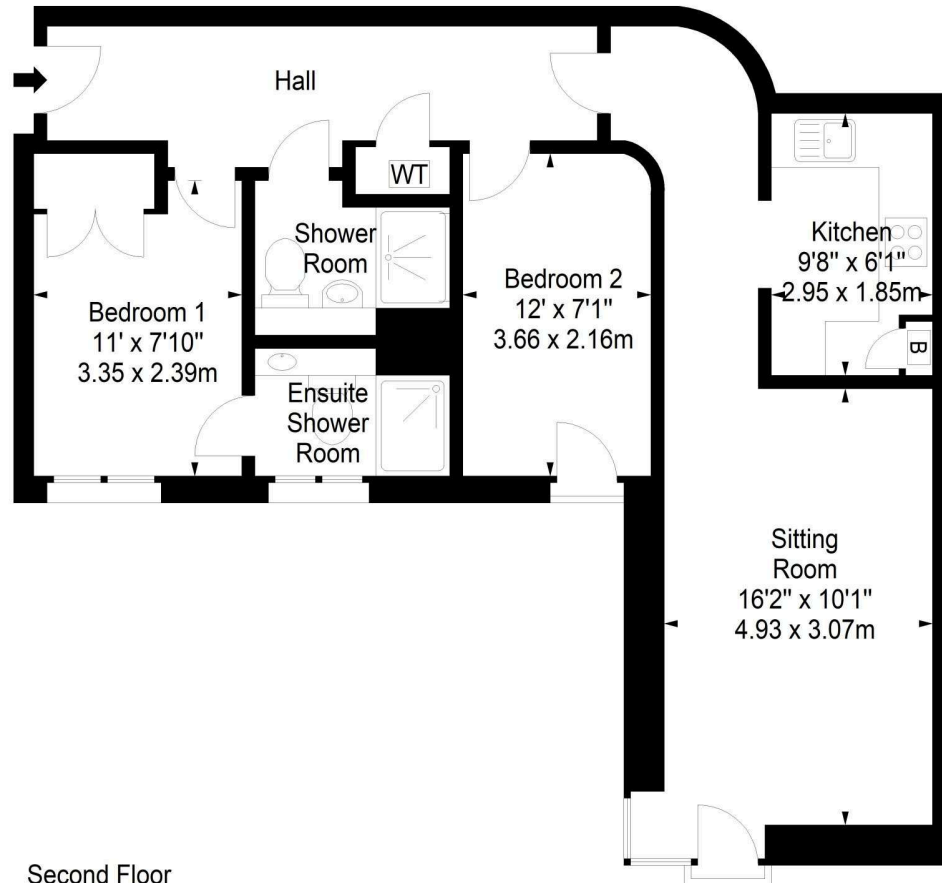 Hall
WT
Shower
Room
Kitchen
9'8" x 6'1"
2.95 x 1.85m
Bedroom 2
12' x 7'1"
3.66 x 2.16m
Bedroom 1
11' x 7'10"
3.35 x 2.39m
B
Ensuite
Shower
Room
Sitting
Room
16'2" x 10'1"
4.93 x 3.07m
Second Floor